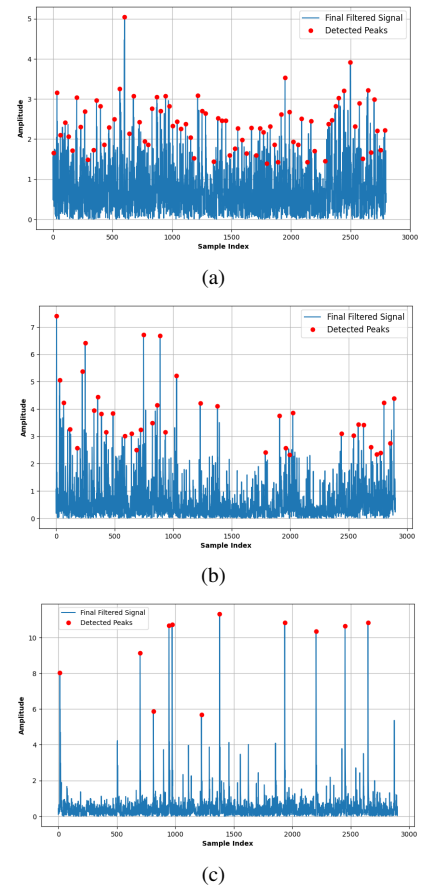 Final Filtered Signal
Detected Peaks
Amplitude
5
4
3
2
1
0
0 500 1000 1500 2000 2500 3000
Sample Index
(a)
Final Filtered Signal
Detected Peaks
Amplitude
7
6
5
4
3
2
1
0
0 500 1000 1500 2000 2500 3000
Sample Index
(b)
Final Filtered Signal
Detected Peaks
Amplitude
10
8
6
4
2
0
0 500 1000 1500 2000 2500 3000
Sample Index
(c)